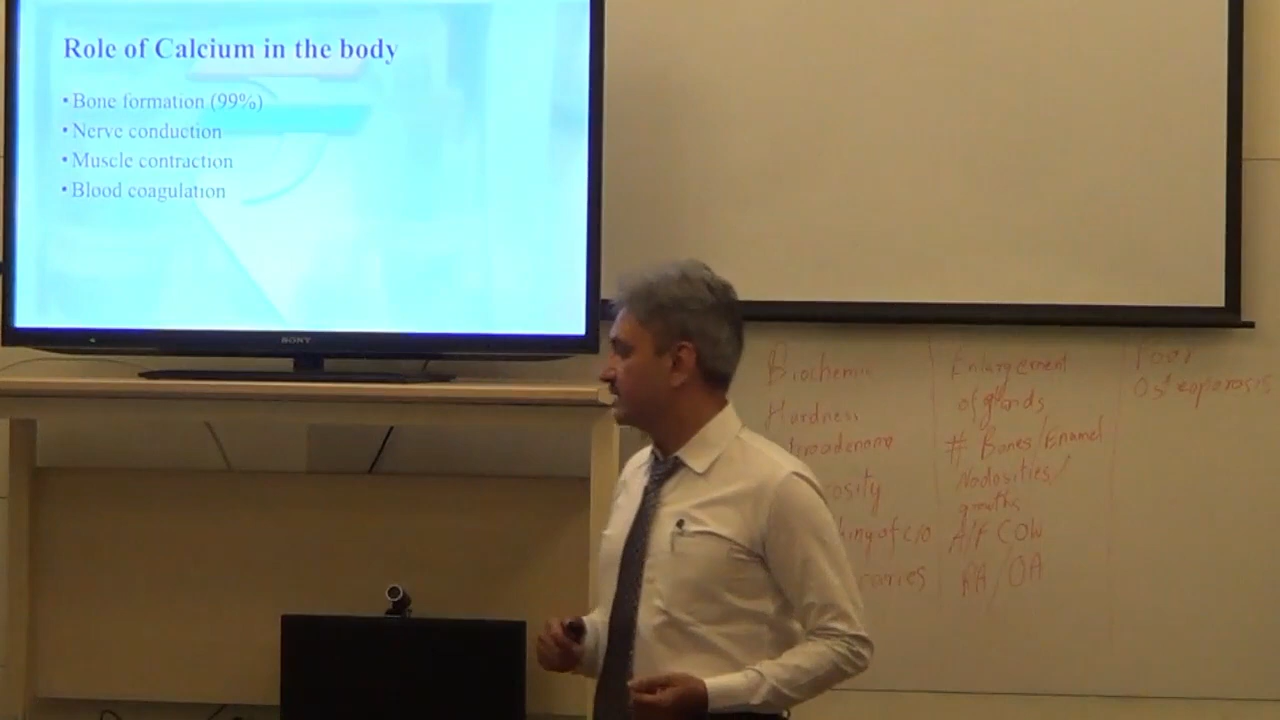 Role of Calcium in the body
• Bone formation (99%)
• Nerve conduction
• Muscle contraction
• Blood coagulation
SONY
Biochemic
Hardness
Enlargement
of glands
# Bones/Enamel
Nodosities/
growths
A/F COW
RA/OA
Osteoporosis
caries